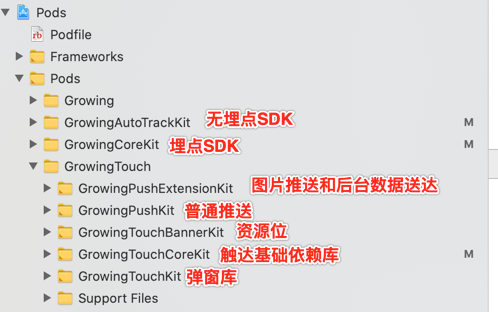 Pods
Podfile
Frameworks
Pods
Growing
GrowingAutoTrackKit 无埋点SDK M
GrowingCoreKit 埋点SDK M
GrowingTouch
GrowingPushExtensionKit 图片推送和后台数据送达
GrowingPushKit 普通推送
GrowingTouchBannerKit 资源位
GrowingTouchCoreKit 触达基础依赖库 M
GrowingTouchKit 弹窗库
Support Files